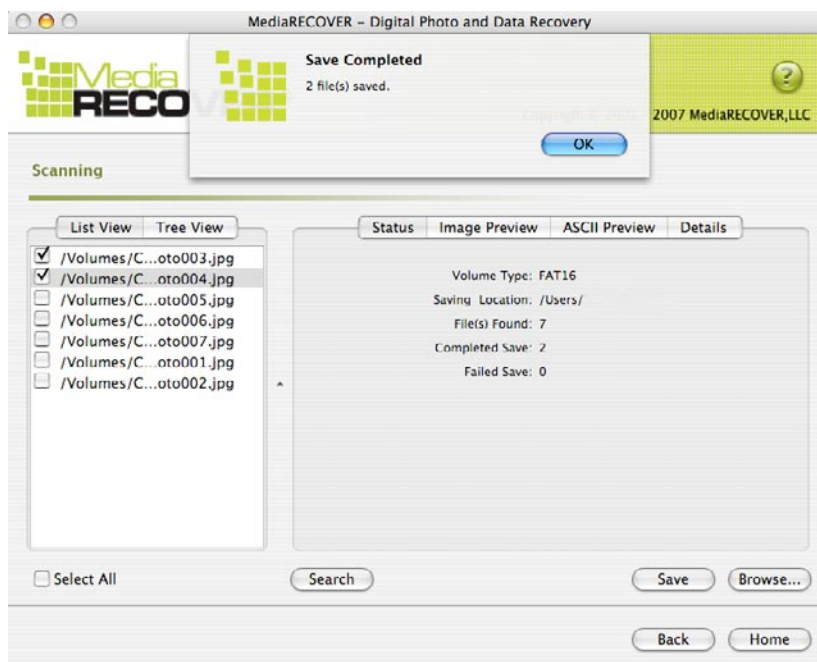 MediaRECOVER – Digital Photo and Data Recovery
Media
RECO
Save Completed
2 file(s) saved.
OK
?
2007 MediaRECOVER,LLC
Scanning
List View Tree View
Status Image Preview ASCII Preview Details
/Volumes/C...oto003.jpg
/Volumes/C...oto004.jpg
/Volumes/C...oto005.jpg
/Volumes/C...oto006.jpg
/Volumes/C...oto007.jpg
/Volumes/C...oto001.jpg
/Volumes/C...oto002.jpg
Volume Type: FAT16
Saving Location: /Users/
File(s) Found: 7
Completed Save: 2
Failed Save: 0
Select All
Search
Save
Browse...
Back
Home